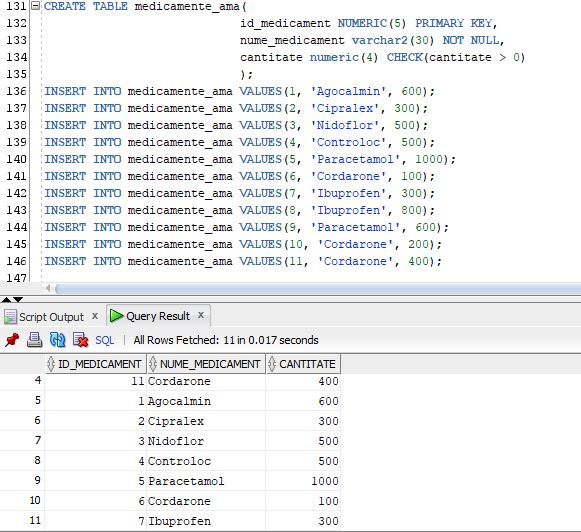 131 CREATE TABLE medicamente_ama(
132 id_medicament NUMERIC(5) PRIMARY KEY,
133 nume_medicament varchar2(30) NOT NULL,
134 cantitate numeric(4) CHECK(cantitate > 0)
135 );
136 INSERT INTO medicamente_ama VALUES(1, 'Agocalmin', 600);
137 INSERT INTO medicamente_ama VALUES(2, 'Cipralex', 300);
138 INSERT INTO medicamente_ama VALUES(3, 'Nidoflor', 500);
139 INSERT INTO medicamente_ama VALUES(4, 'Controloc', 500);
140 INSERT INTO medicamente_ama VALUES(5, 'Paracetamol', 1000);
141 INSERT INTO medicamente_ama VALUES(6, 'Cordarone', 100);
142 INSERT INTO medicamente_ama VALUES(7, 'Ibuprofen', 300);
143 INSERT INTO medicamente_ama VALUES(8, 'Ibuprofen', 800);
144 INSERT INTO medicamente_ama VALUES(9, 'Paracetamol', 600);
145 INSERT INTO medicamente_ama VALUES(10, 'Cordarone', 200);
146 INSERT INTO medicamente_ama VALUES(11, 'Cordarone', 400);
147
Script Output x Query Result x
SQL | All Rows Fetched: 11 in 0.017 seconds
ID_MEDICAMENT NUME_MEDICAMENT CANTITATE
4 11 Cordarone 400
5 1 Agocalmin 600
6 2 Cipralex 300
7 3 Nidoflor 500
8 4 Controloc 500
9 5 Paracetamol 1000
10 6 Cordarone 100
11 7 Ibuprofen 300